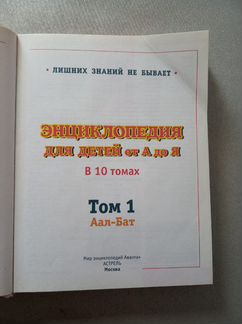 • ЛИШНИХ ЗНАНИЙ НЕ БЫВАЕТ •
ЭНЦИКЛОПЕДИЯ
ДЛЯ ДЕТЕЙ от А до Я
В 10 томах
Том 1
Аал-Бат
Мир энциклопедий Аванта+
АСТРЕЛЬ
Москва